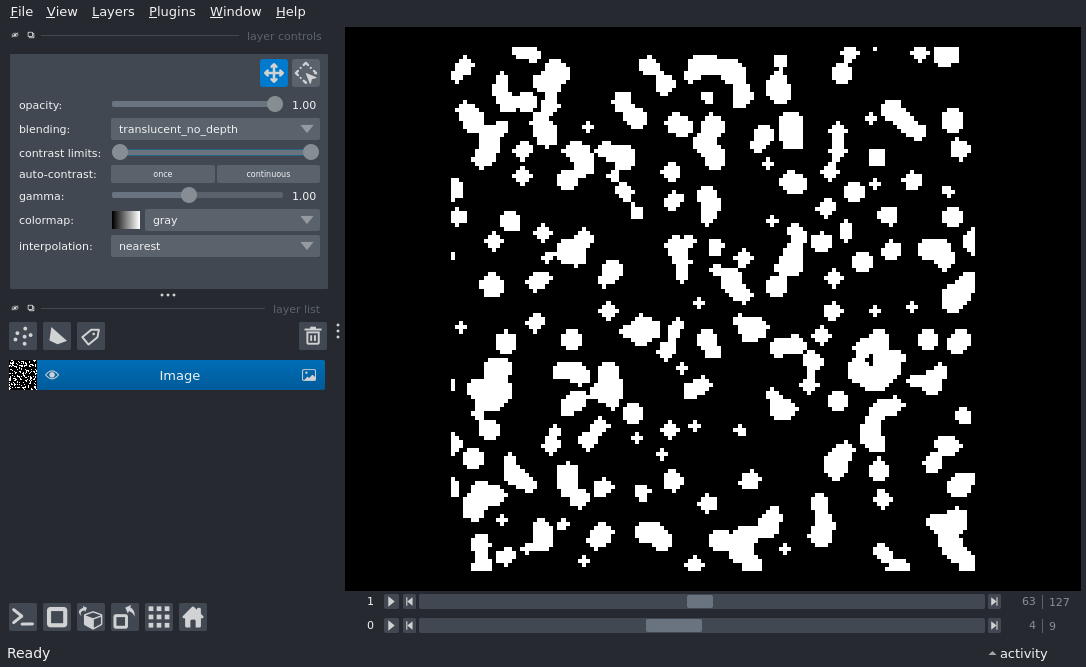 File View Layers Plugins Window Help
layer controls
opacity: 1.00
blending: translucent_no_depth
contrast limits:
auto-contrast: once continuous
gamma: 1.00
colormap: gray
interpolation: nearest
layer list
Image
1 63 127
0 4 9
Ready activity